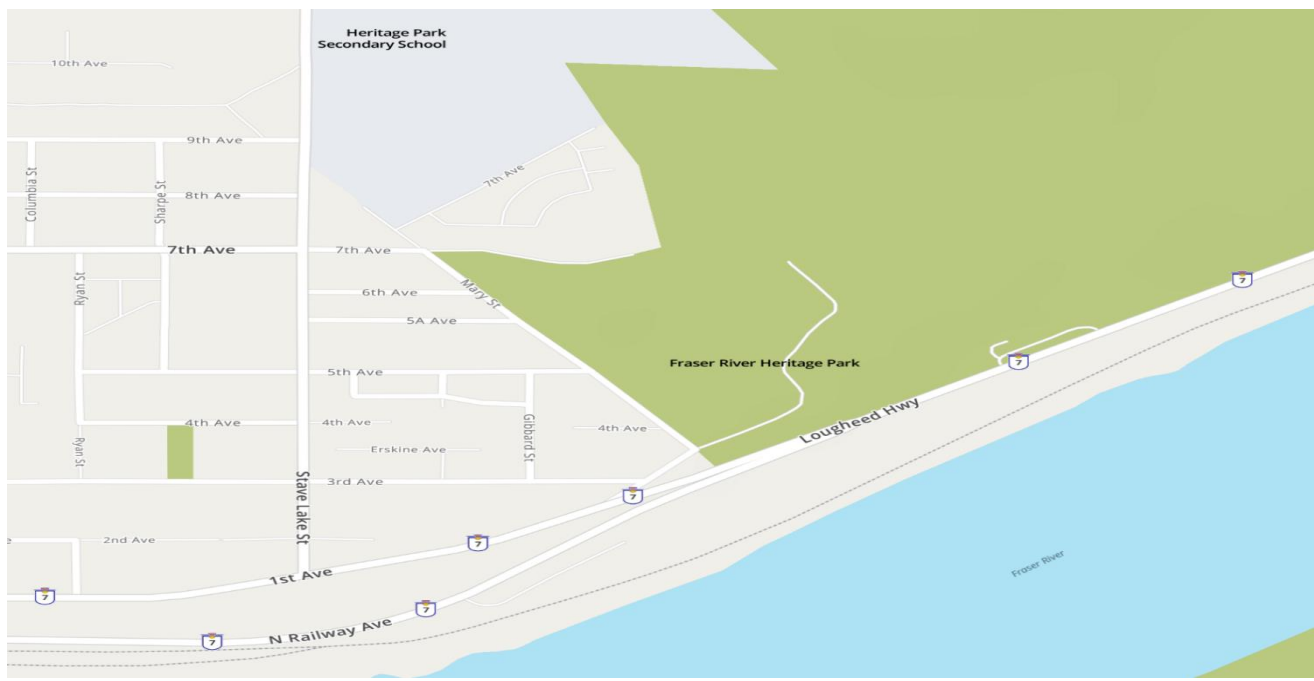 Heritage Park
Secondary School
10th Ave
9th Ave
Columbia St
Sharpe St
8th Ave
7th Ave
7th Ave
7th Ave
Ryan St
6th Ave
Mary St
5A Ave
7
7
Fraser River Heritage Park
5th Ave
Lougheed Hwy
4th Ave
4th Ave
4th Ave
Gibbard St
Ryan St
Erskine Ave
3rd Ave
Stave Lake St
7
2nd Ave
7
Fraser River
1st Ave
7
7
N Railway Ave
7